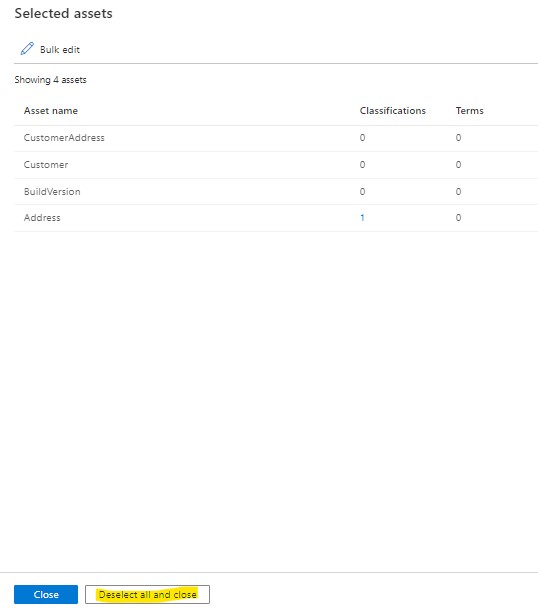 Selected assets
Bulk edit
Showing 4 assets
Asset name Classifications Terms
CustomerAddress 0 0
Customer 0 0
BuildVersion 0 0
Address 1 0
Close Deselect all and close